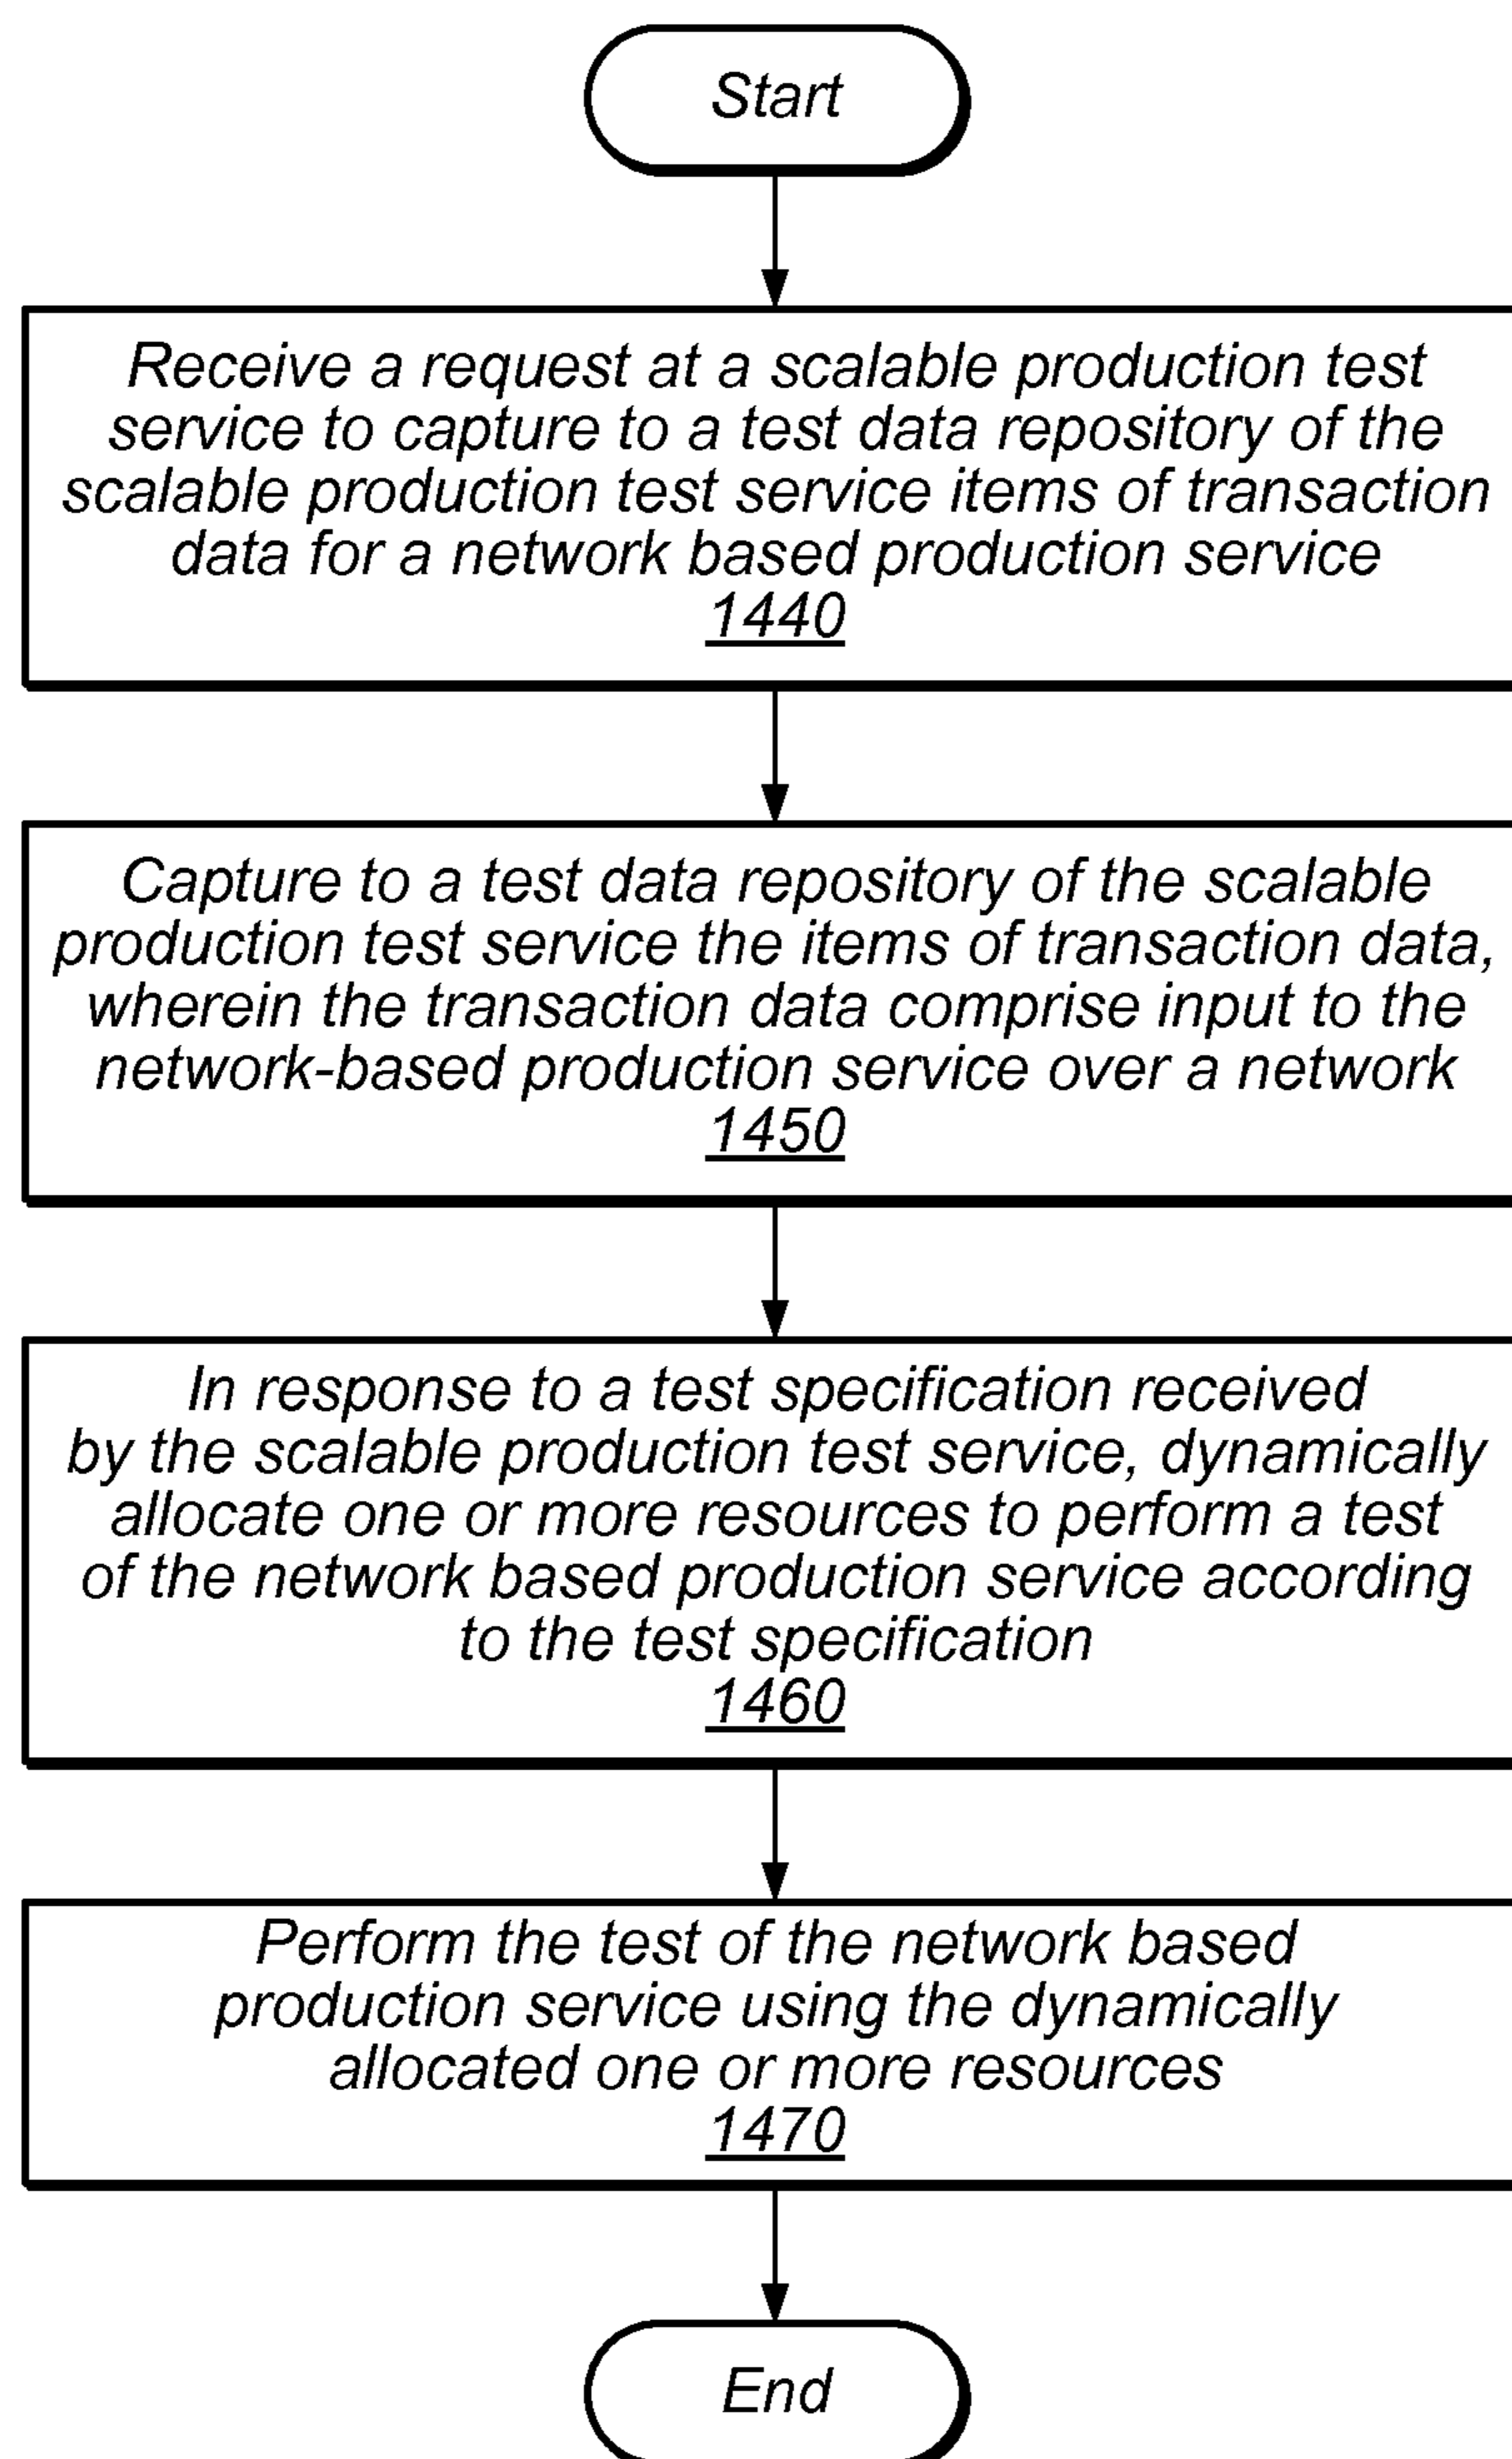 Start
Receive a request at a scalable production test
service to capture to a test data repository of the
scalable production test service items of transaction
data for a network based production service
1440
Capture to a test data repository of the scalable
production test service the items of transaction data,
wherein the transaction data comprise input to the
network-based production service over a network
1450
In response to a test specification received
by the scalable production test service, dynamically
allocate one or more resources to perform a test
of the network based production service according
to the test specification
1460
Perform the test of the network based
production service using the dynamically
allocated one or more resources
1470
End